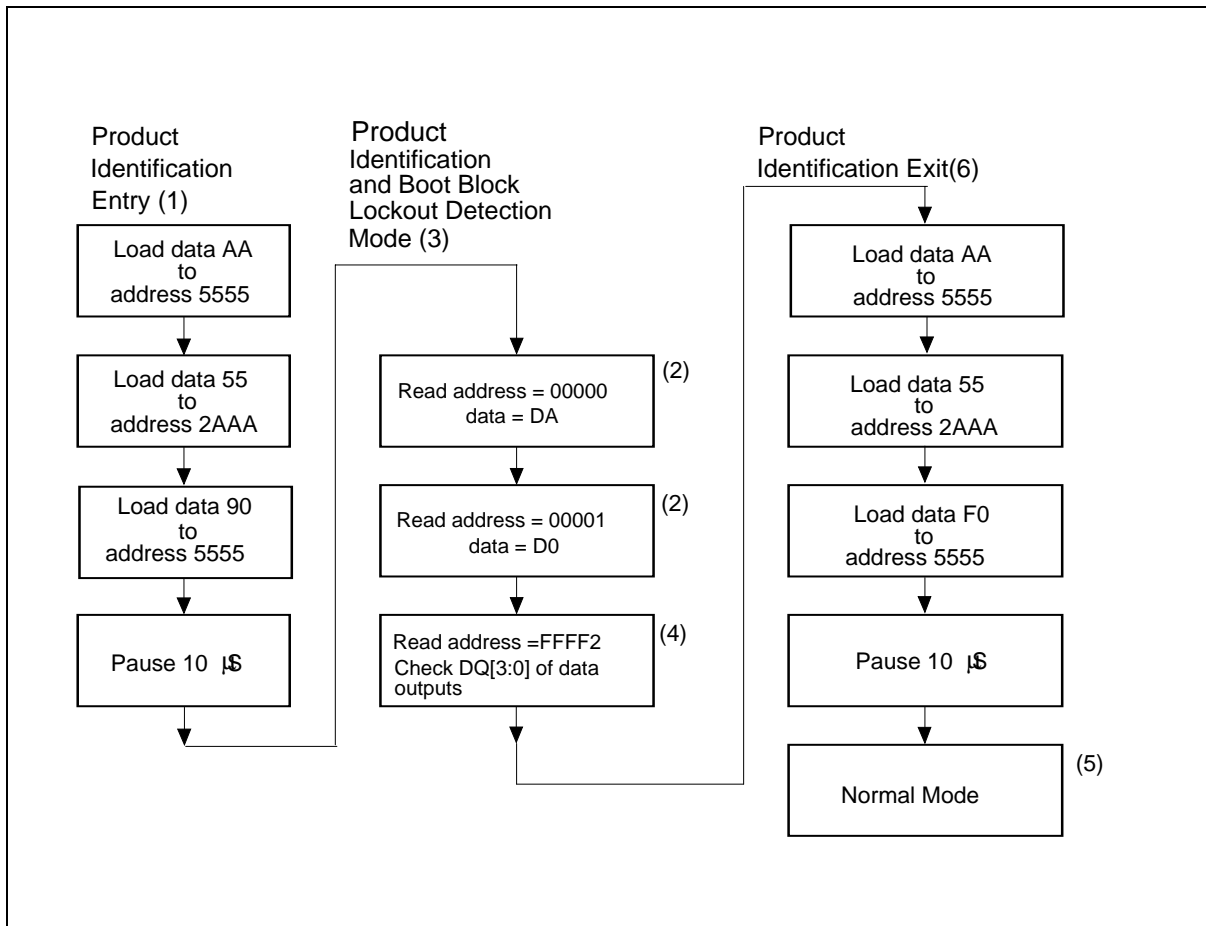 Product
Identification
Entry (1)
Load data AA
to
address 5555
Load data 55
to
address 2AAA
Load data 90
to
address 5555
Pause 10 µS
Product
Identification
and Boot Block
Lockout Detection
Mode (3)
Read address = 00000
data = DA
(2)
Read address = 00001
data = D0
(2)
Read address =FFFF2
Check DQ[3:0] of data
outputs
(4)
Product
Identification Exit(6)
Load data AA
to
address 5555
Load data 55
to
address 2AAA
Load data F0
to
address 5555
Pause 10 µS
Normal Mode
(5)